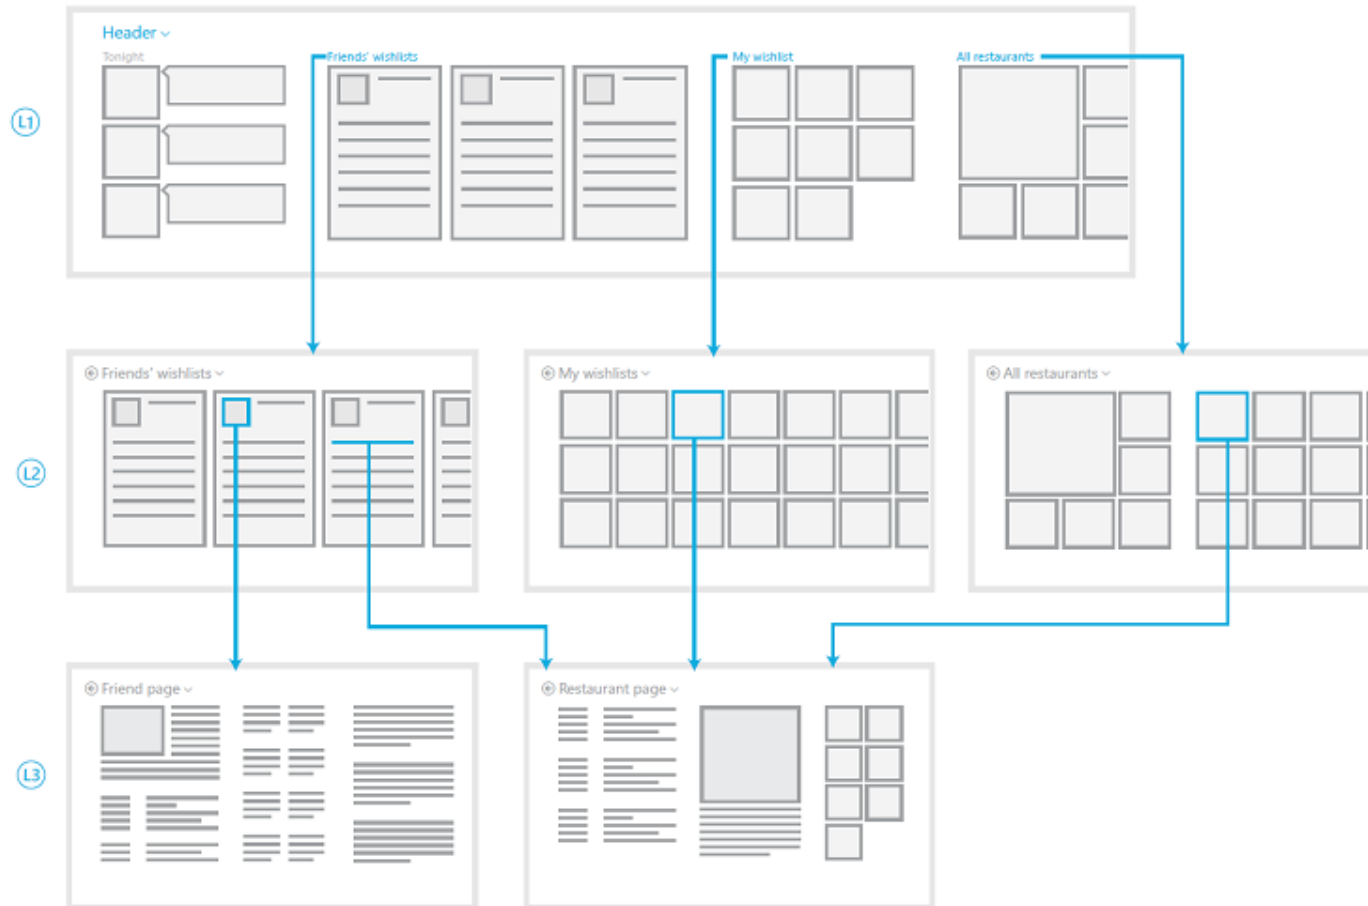 Header
Tonight
Friends' wishlists
My wishlist
All restaurants
L1
Friends' wishlists
My wishlists
All restaurants
L2
Friend page
Restaurant page
L3